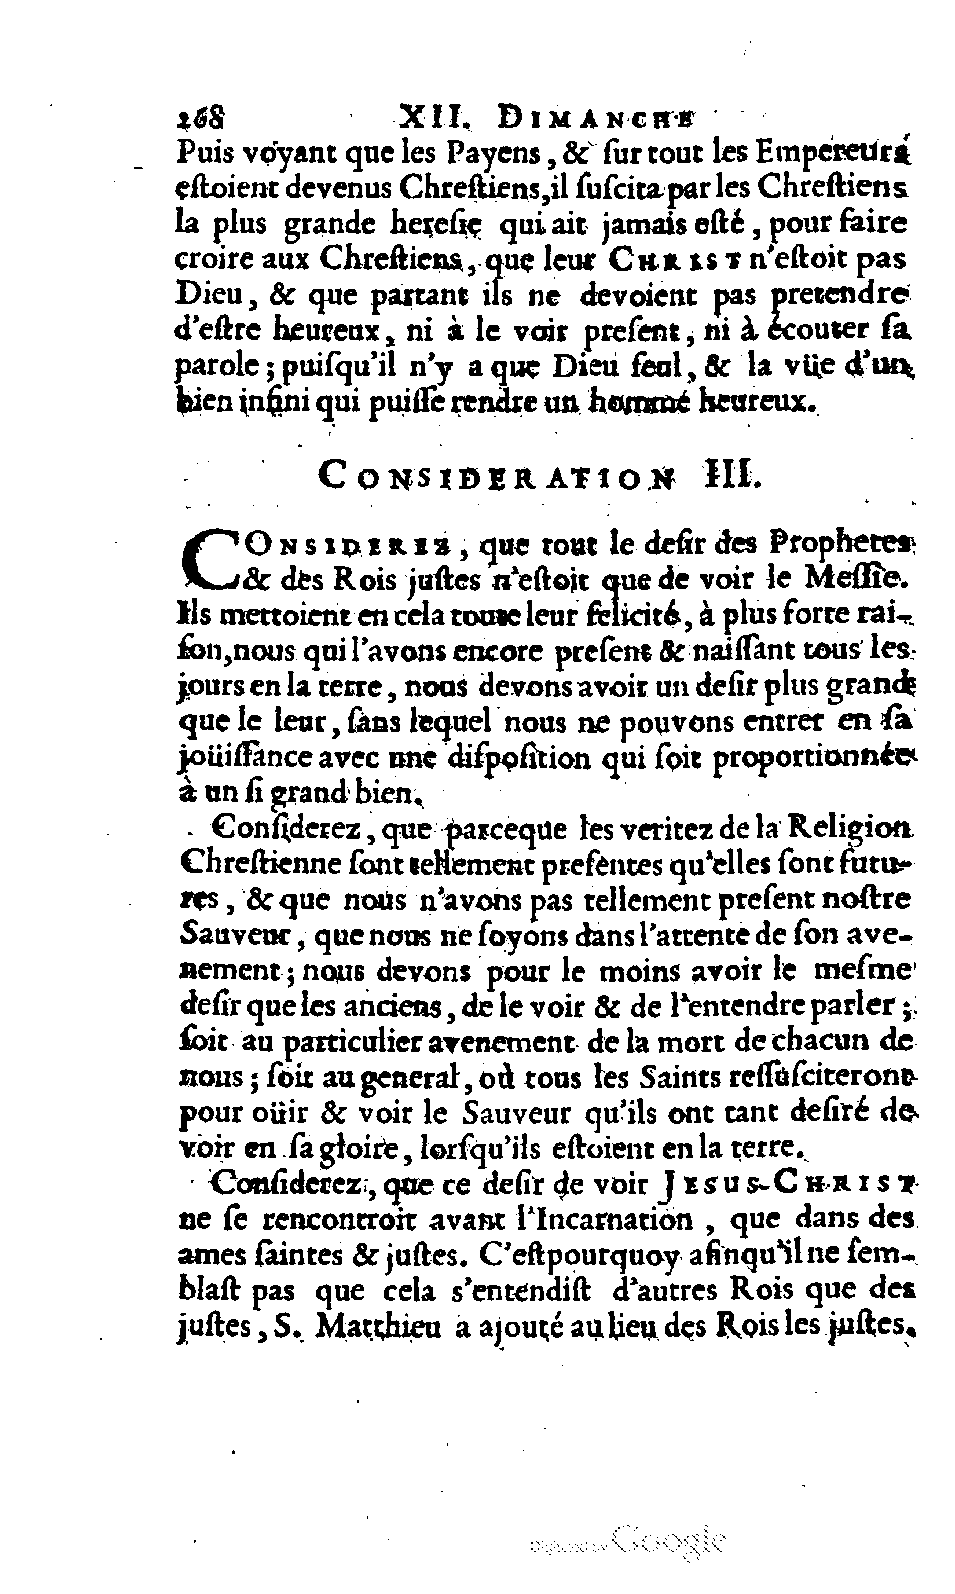 268 XII. DIMANCHE
Puis voyant que les Payens, & ſur tout les Empereurs
eſtoient devenus Chreſtiens, il ſuſcita par les Chreſtiens
la plus grande hereſie qui ait jamais eſté, pour faire
croire aux Chreſtiens, que leur CHRIST n'eſtoit pas
Dieu, & que partant ils ne devoient pas pretendre
d'eſtre heureux, ni à le voir preſent, ni à écouter ſa
parole; puiſqu'il n'y a que Dieu ſeul, & la vûe d'un
bien infini qui puiſſe rendre un homme heureux.
CONSIDERATION III.
CONSIDEREZ, que tout le deſir des Prophetes
& des Rois juſtes n'eſtoit que de voir le Meſſie.
Ils mettoient en cela toute leur felicité, à plus forte rai-
ſon, nous qui l'avons encore preſent & naiſſant tous les
jours en la terre, nous devons avoir un deſir plus grand
que le leur, ſans lequel nous ne pouvons entrer en ſa
joüiſſance avec une diſpoſition qui ſoit proportionnée
à un ſi grand bien.
Conſiderez, que parceque les veritez de la Religion
Chreſtienne ſont tellement preſentes qu'elles ſont futu-
res, & que nous n'avons pas tellement preſent noſtre
Sauveur, que nous ne ſoyons dans l'attente de ſon ave-
nement; nous devons pour le moins avoir le meſme
deſir que les anciens, de le voir & de l'entendre parler;
ſoit au particulier avenement de la mort de chacun de
nous; ſoit au general, où tous les Saints reſſuſciteront
pour oüir & voir le Sauveur qu'ils ont tant deſiré de
voir en ſa gloire, lorſqu'ils eſtoient en la terre.
Conſiderez, que ce deſir de voir JESUS-CHRIST
ne ſe rencontroit avant l'Incarnation, que dans des
ames ſaintes & juſtes. C'eſtpourquoy afinqu'il ne ſem-
blaſt pas que cela s'entendiſt d'autres Rois que des
juſtes, S. Matthieu a ajouté au lieu des Rois les juſtes.
Digitized by Google